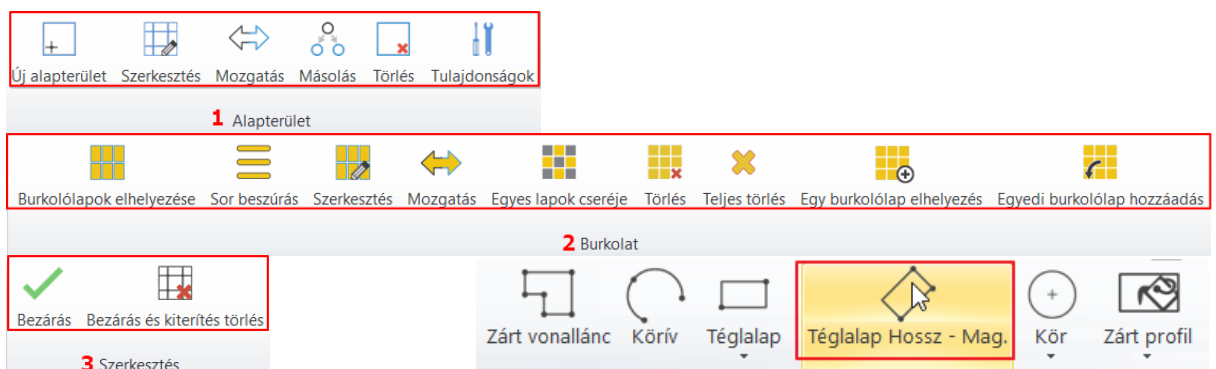 Új alapterület Szerkesztés Mozgatás Másolás Törlés Tulajdonságok
1 Alapterület
Burkolólapok elhelyezése Sor beszúrás Szerkesztés Mozgatás Egyes lapok cseréje Törlés Teljes törlés Egy burkolólap elhelyezés Egyedi burkolólap hozzáadás
2 Burkolat
Bezárás Bezárás és kiterítés törlés
3 Szerkesztés
Zárt vonallánc Körív Téglalap Téglalap Hossz - Mag. Kör Zárt profil